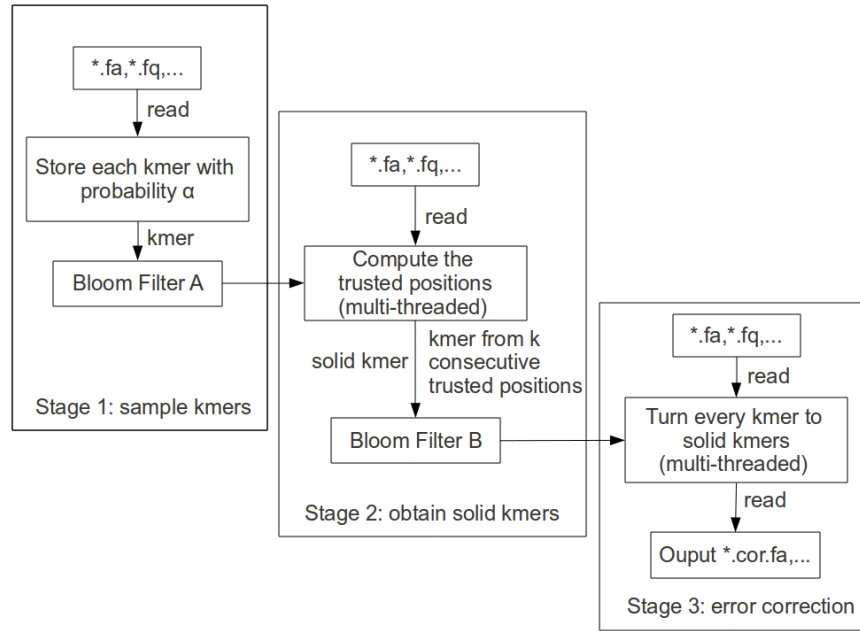 *.fa,*.fq,...
read
Store each kmer with
probability α
kmer
Bloom Filter A
Stage 1: sample kmers
*.fa,*.fq,...
read
Compute the
trusted positions
(multi-threaded)
solid kmer
kmer from k
consecutive
trusted positions
Bloom Filter B
Stage 2: obtain solid kmers
*.fa,*.fq,...
read
Turn every kmer to
solid kmers
(multi-threaded)
read
Ouput *.cor.fa,...
Stage 3: error correction